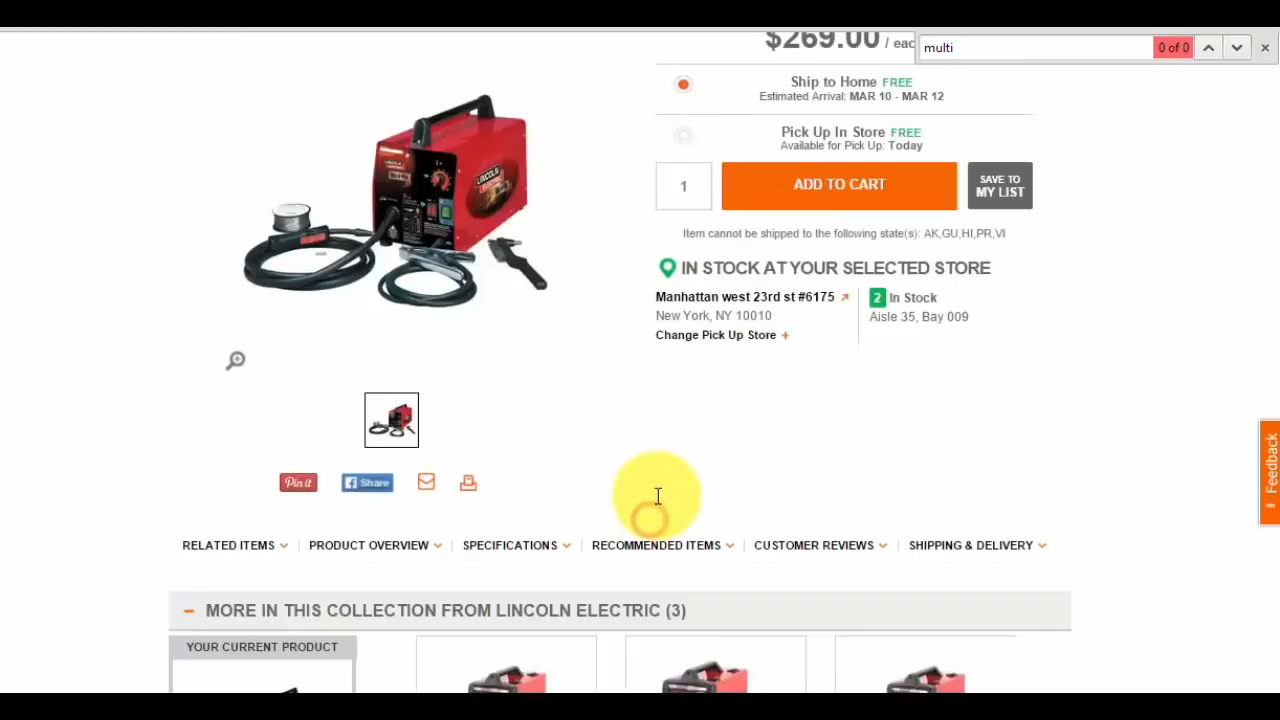 $269.00 / eac
multi
0 of 0
Ship to Home FREE
Estimated Arrival: MAR 10 - MAR 12
Pick Up In Store FREE
Available for Pick Up: Today
1
ADD TO CART
SAVE TO
MY LIST
Item cannot be shipped to the following state(s): AK,GU,HI,PR,VI
IN STOCK AT YOUR SELECTED STORE
Manhattan west 23rd st #6175
2 In Stock
New York, NY 10010
Aisle 35, Bay 009
Change Pick Up Store +
LINCOLN
ELECTRIC
Pin it
Share
Feedback
RELATED ITEMS
PRODUCT OVERVIEW
SPECIFICATIONS
RECOMMENDED ITEMS
CUSTOMER REVIEWS
SHIPPING & DELIVERY
MORE IN THIS COLLECTION FROM LINCOLN ELECTRIC (3)
YOUR CURRENT PRODUCT